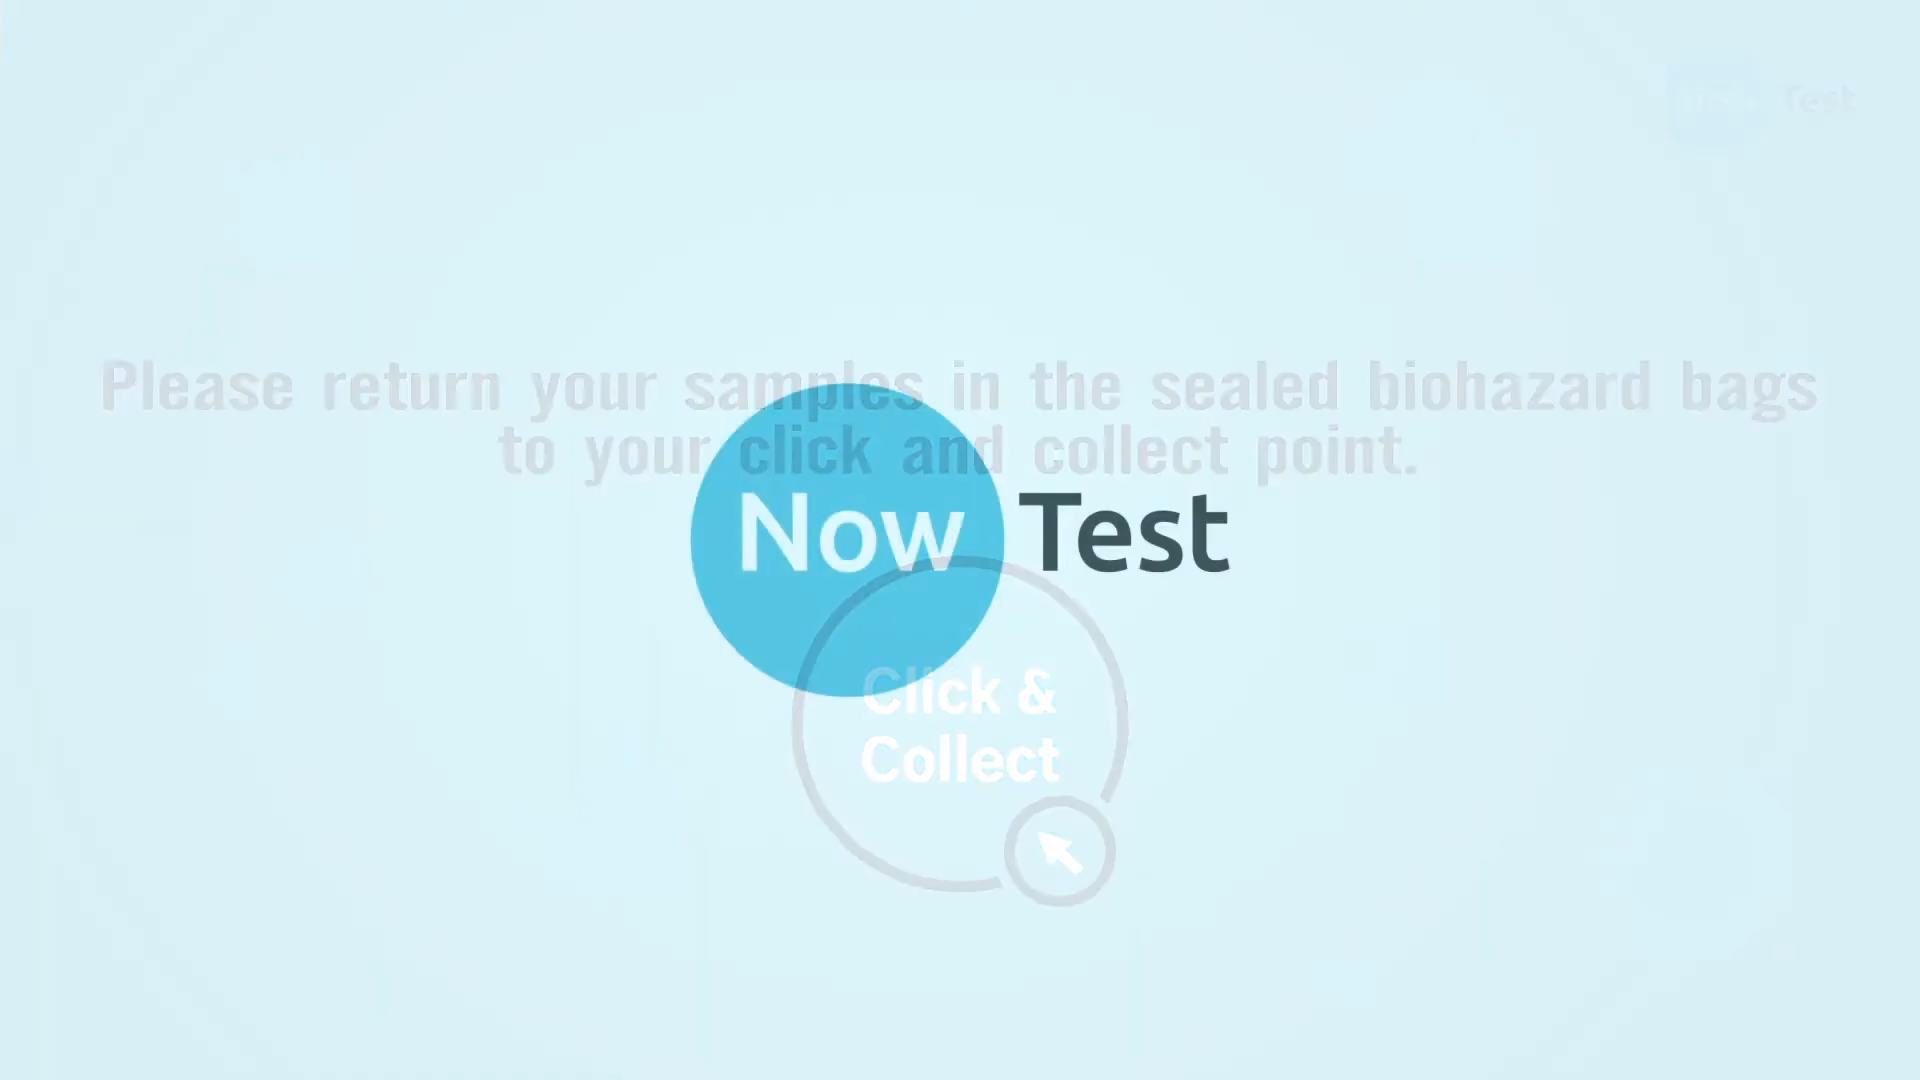 Test
Please return your samples in the sealed biohazard bags
to your click and collect point.
Now Test
Click &
Collect